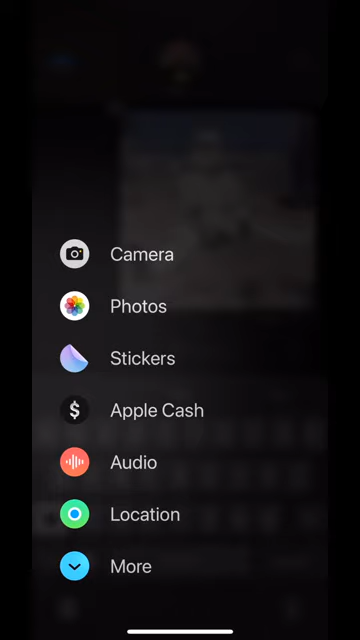 Camera
Photos
Stickers
Apple Cash
Audio
Location
More